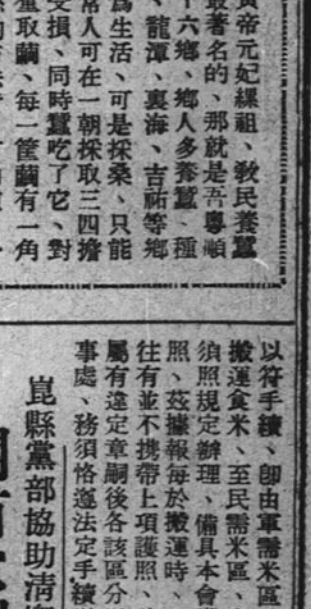 黃帝元妃縲祖、敎民養蠶
最著名的、那就是吾粵順
十六鄉、鄉人多養蠶、種
、龍潭、裏海、吉祐等鄉
爲生活、可是採桑、只能
常人可在一朝採取三四擔
受損、同時蠶吃了它、對
取繭、每一筐繭有一角
以符手續、卽由軍需米區
搬運食米、至民需米區、
須照規定辦理、備具本會
照、茲據報每於搬運時、
往有並不携帶上項護照、
屬有違定章嗣後各該區分
事處、務須恪遵法定手續
崑縣黨部協助清